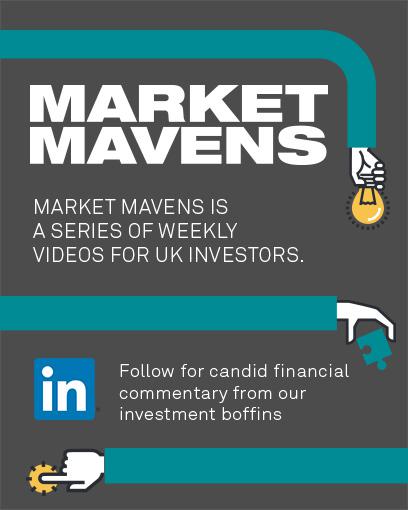 MARKET
MAVENS
MARKET MAVENS IS
A SERIES OF WEEKLY
VIDEOS FOR UK INVESTORS.
in
Follow for candid financial
commentary from our
investment boffins